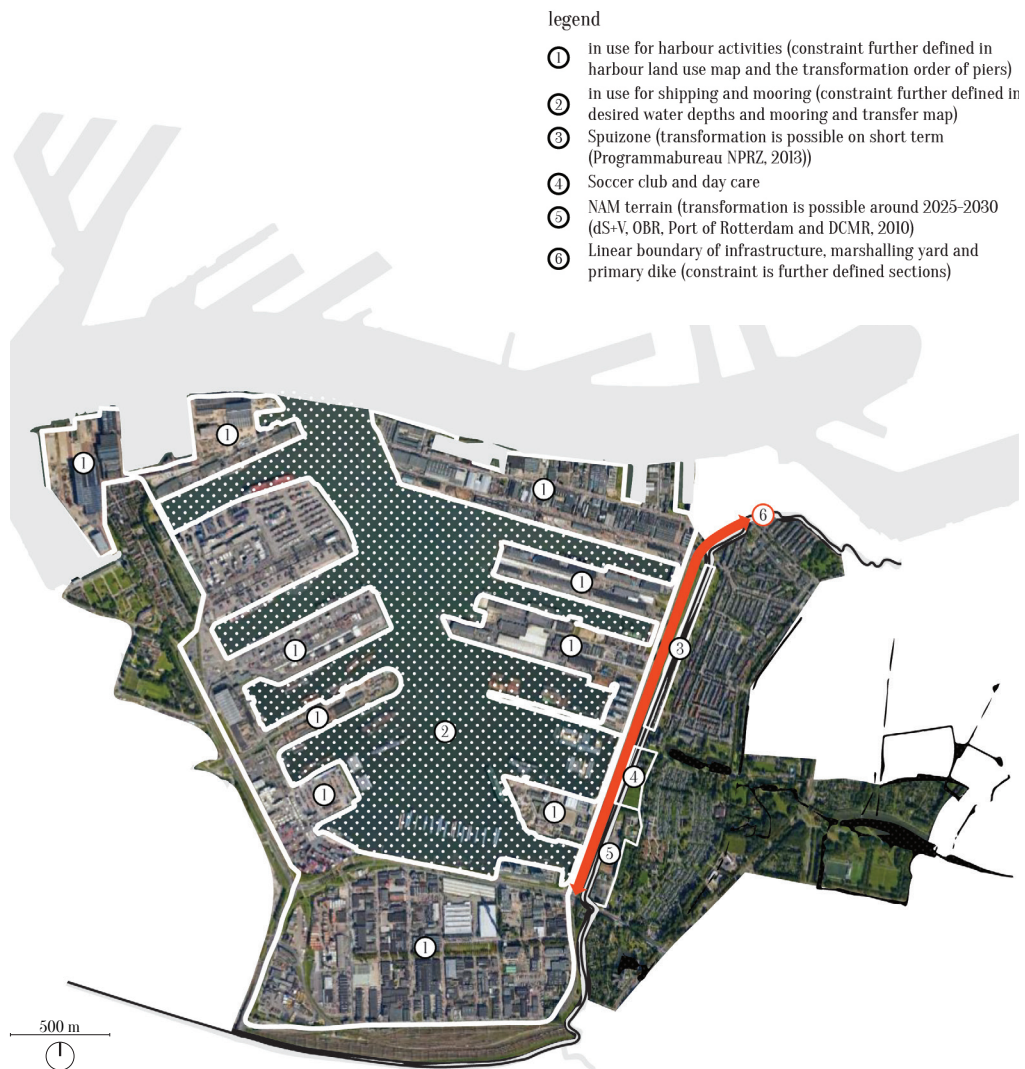 legend
1 in use for harbour activities (constraint further defined in
harbour land use map and the transformation order of piers)
2 in use for shipping and mooring (constraint further defined in
desired water depths and mooring and transfer map)
3 Spuizone (transformation is possible on short term
(Programmabureau NPRZ, 2013))
4 Soccer club and day care
5 NAM terrain (transformation is possible around 2025-2030
(dS+V, OBR, Port of Rotterdam and DCMR, 2010)
6 Linear boundary of infrastructure, marshalling yard and
primary dike (constraint is further defined sections)
1
1
1
6
1
1
3
1
1
2
4
1
1
5
1
500 m